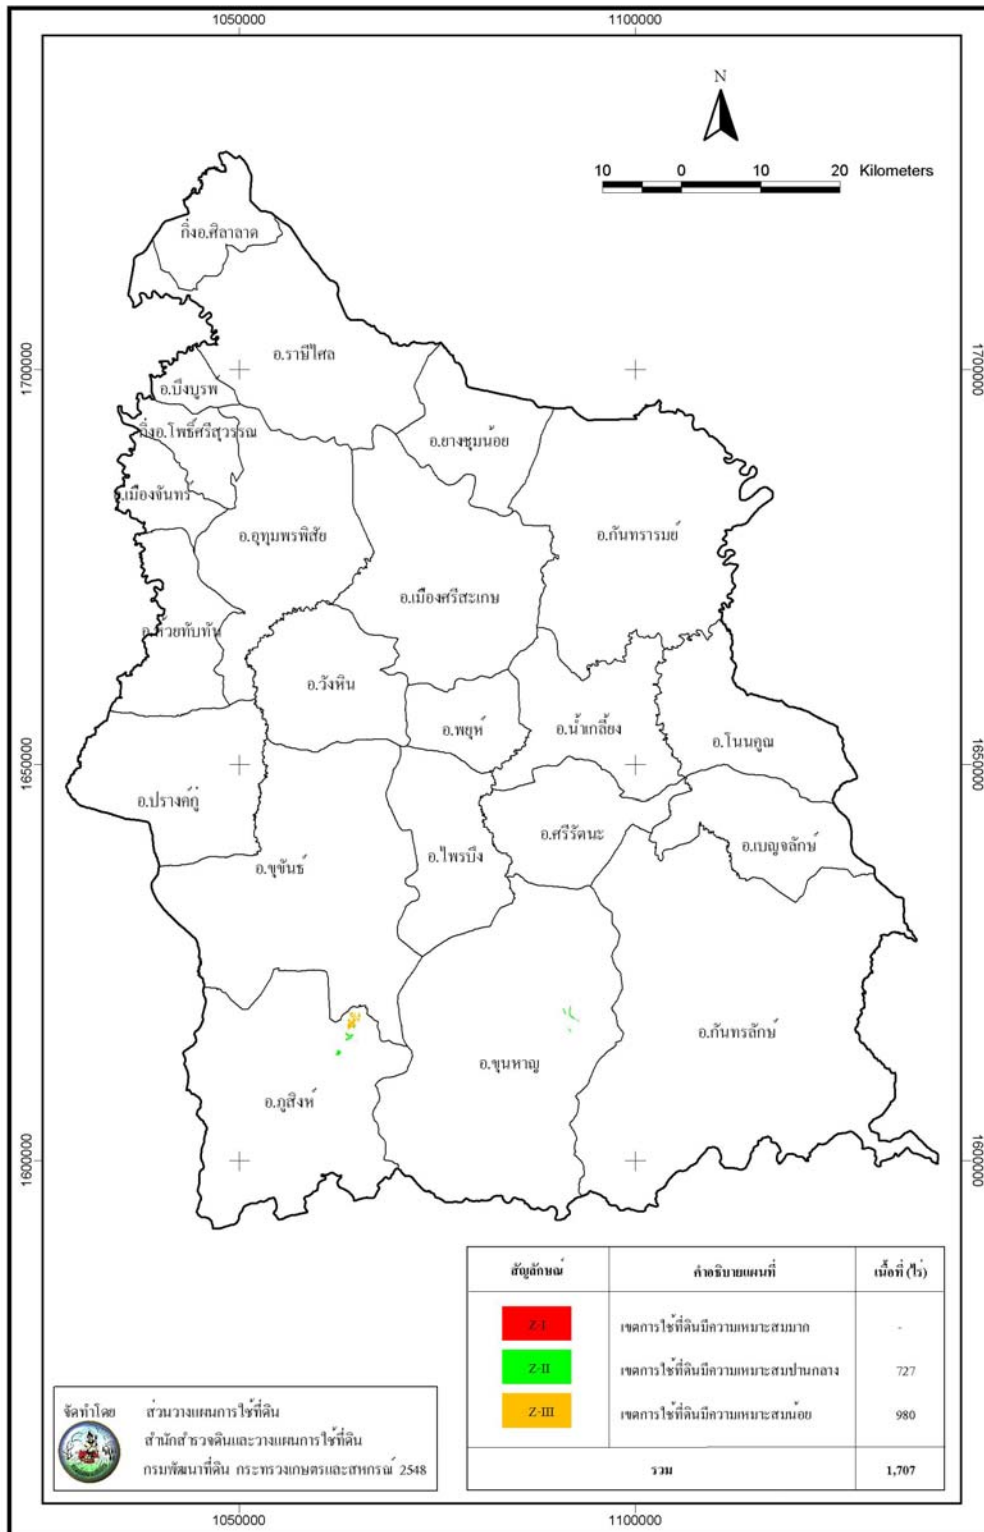 1050000
1100000
N
10 0 10 20 Kilometers
กิ่งอ.ศิลาลาด
อ.ราษีไศล
1700000
1700000
อ.บึงบูรพ์
กิ่งอ.โพธิ์ศรีสุวรรณ
อ.ยางชุมน้อย
อ.เมืองจันทร์
อ.อุทุมพรพิสัย
อ.กันทรารมย์
อ.เมืองศรีสะเกษ
อ.ห้วยทับทัน
อ.วังหิน
อ.พยุห์
อ.น้ำเกลี้ยง
อ.โนนคูณ
1650000
1650000
อ.ปรางค์กู่
อ.ศรีรัตนะ
อ.เบญจลักษ์
อ.ไพรบึง
อ.ขุขันธ์
อ.กันทรลักษ์
อ.ขุนหาญ
อ.ภูสิงห์
1600000
1600000
สัญลักษณ์ คำอธิบายแผนที่ เนื้อที่ (ไร่)
Z-I เขตการใช้ที่ดินมีความเหมาะสมมาก -
Z-II เขตการใช้ที่ดินมีความเหมาะสมปานกลาง 727
Z-III เขตการใช้ที่ดินมีความเหมาะสมน้อย 980
รวม 1,707
จัดทำโดย ส่วนวางแผนการใช้ที่ดิน
สำนักสำรวจดินและวางแผนการใช้ที่ดิน
กรมพัฒนาที่ดิน กระทรวงเกษตรและสหกรณ์ 2548
1050000
1100000